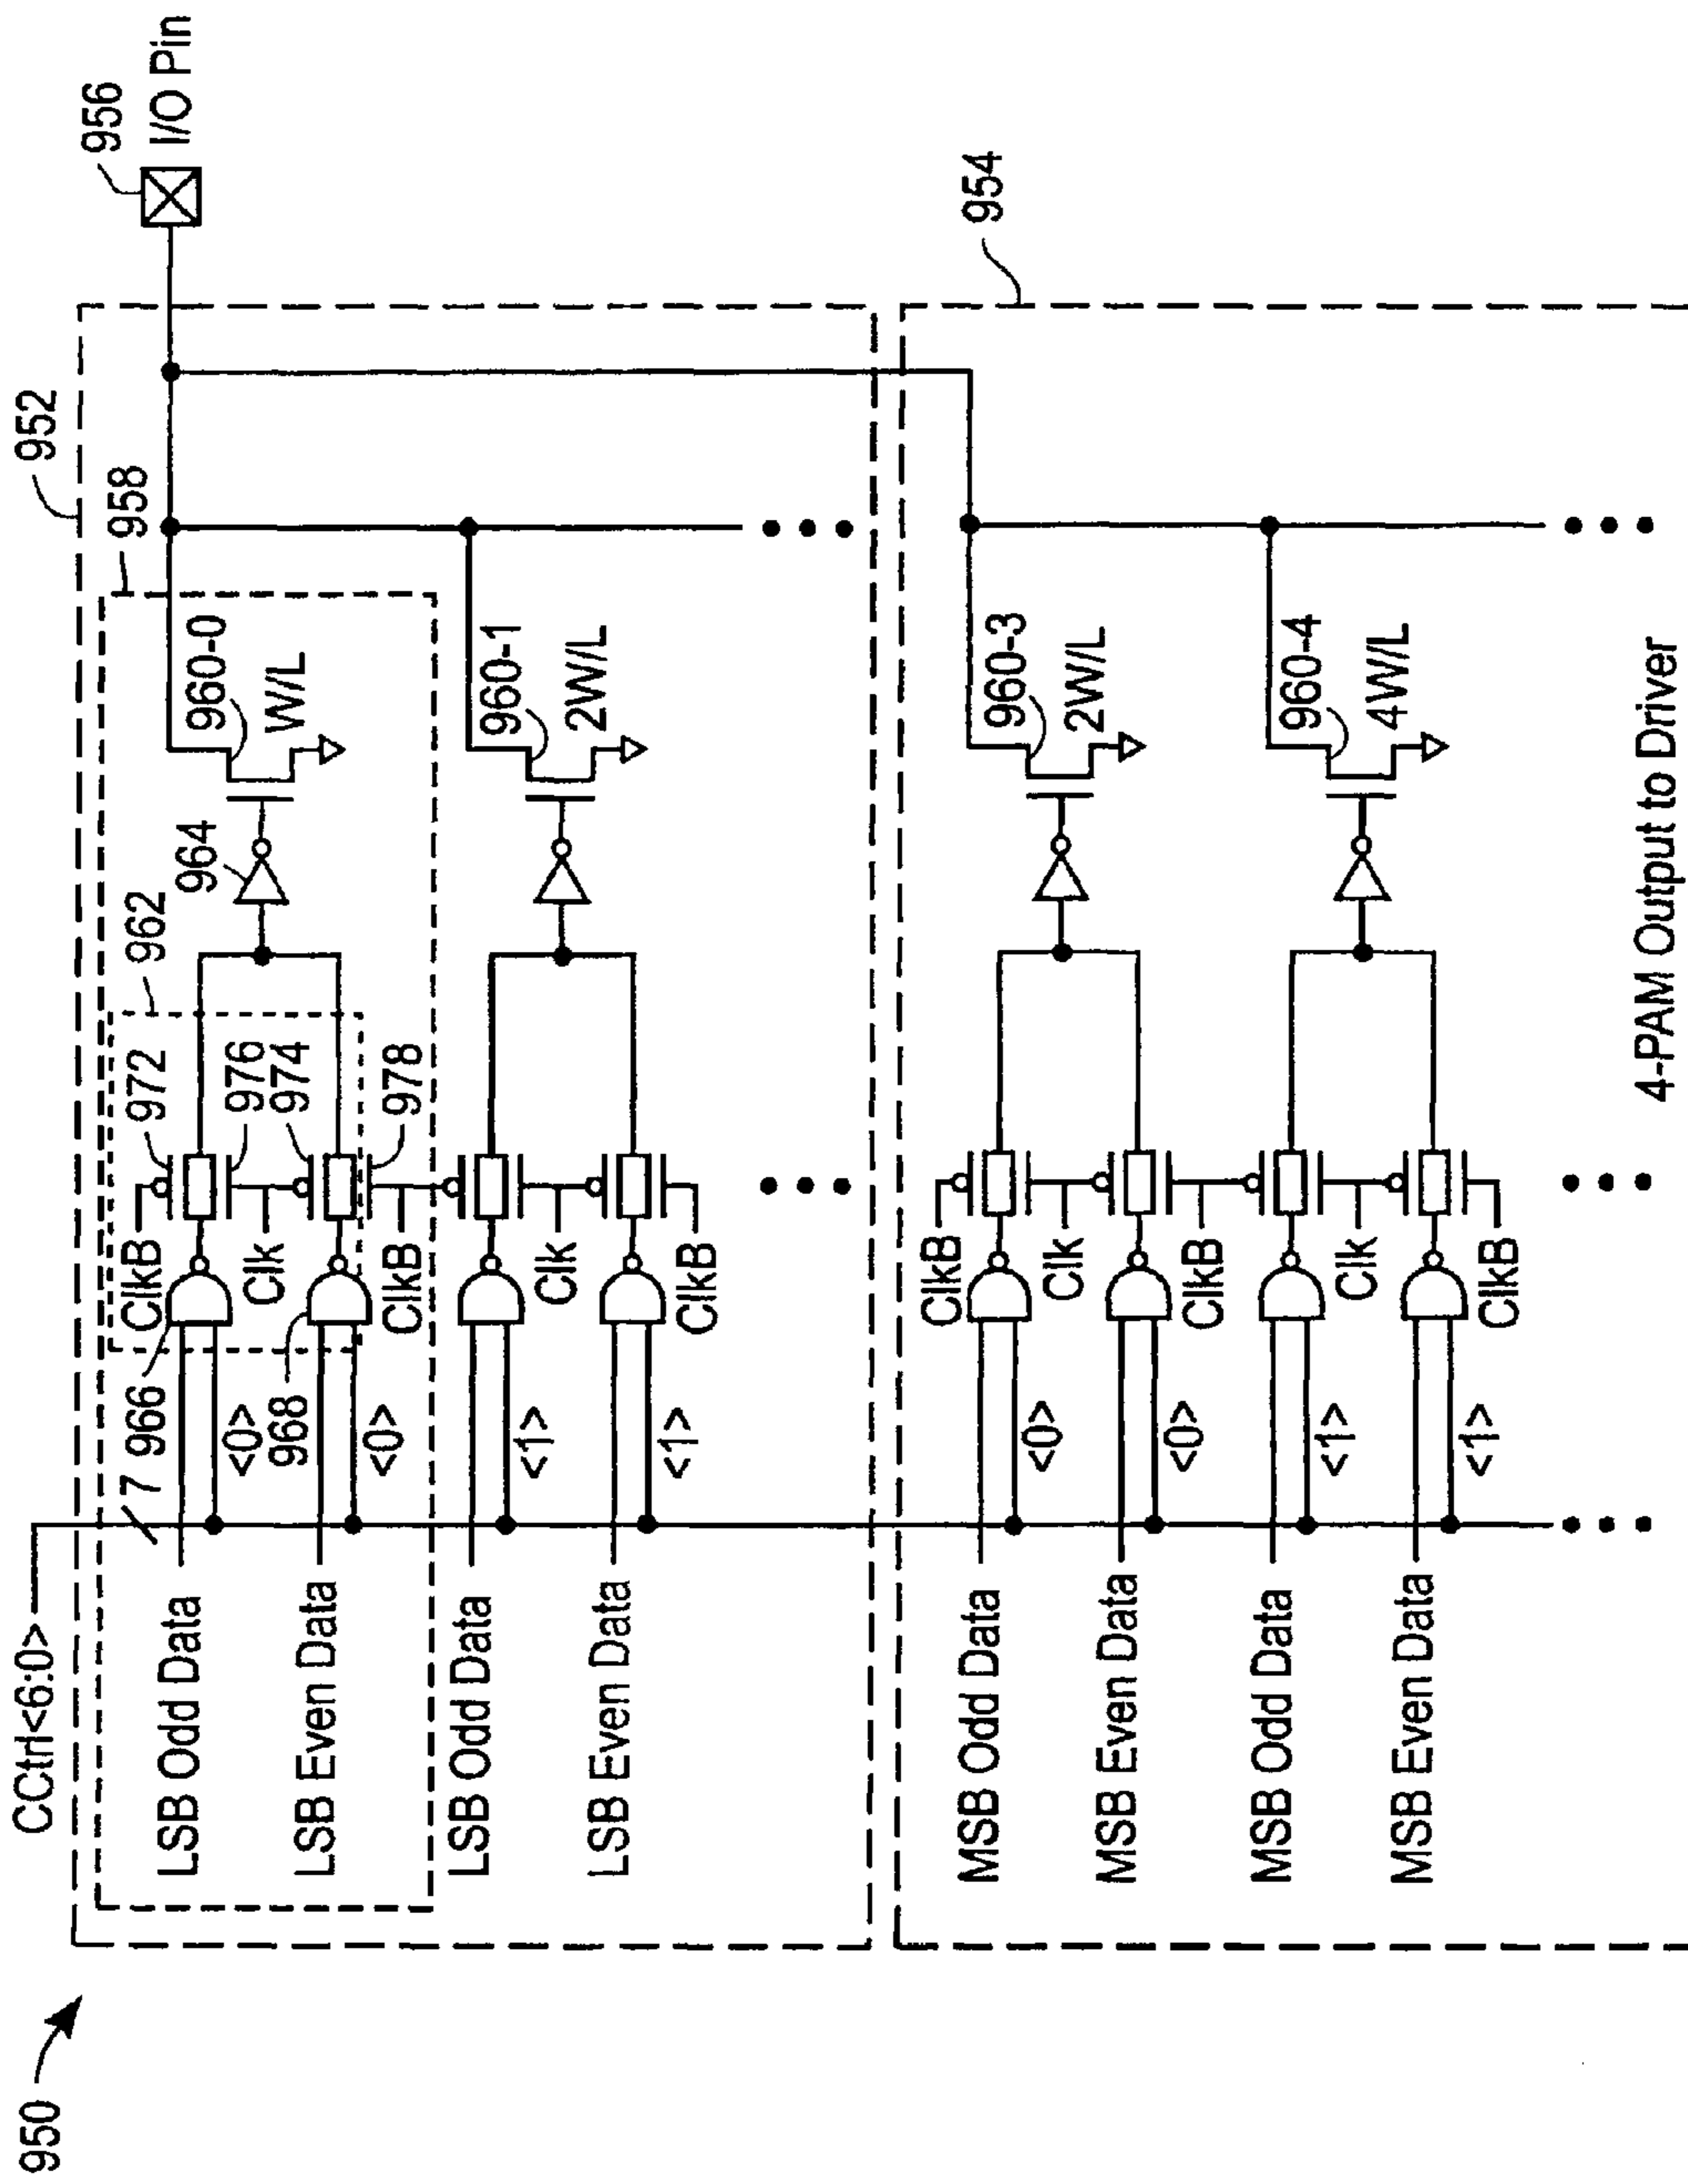 950
CCtrl<6:0>
7
952
958
962
956
I/O Pin
LSB Odd Data
966
<0>
ClkB
972
964
960-0
W/L
LSB Even Data
968
<0>
Clk
976
974
ClkB
978
LSB Odd Data
<1>
Clk
960-1
2W/L
LSB Even Data
<1>
ClkB
954
MSB Odd Data
<0>
ClkB
960-3
2W/L
MSB Even Data
<0>
Clk
ClkB
MSB Odd Data
<1>
Clk
960-4
4W/L
MSB Even Data
<1>
ClkB
4-PAM Output to Driver